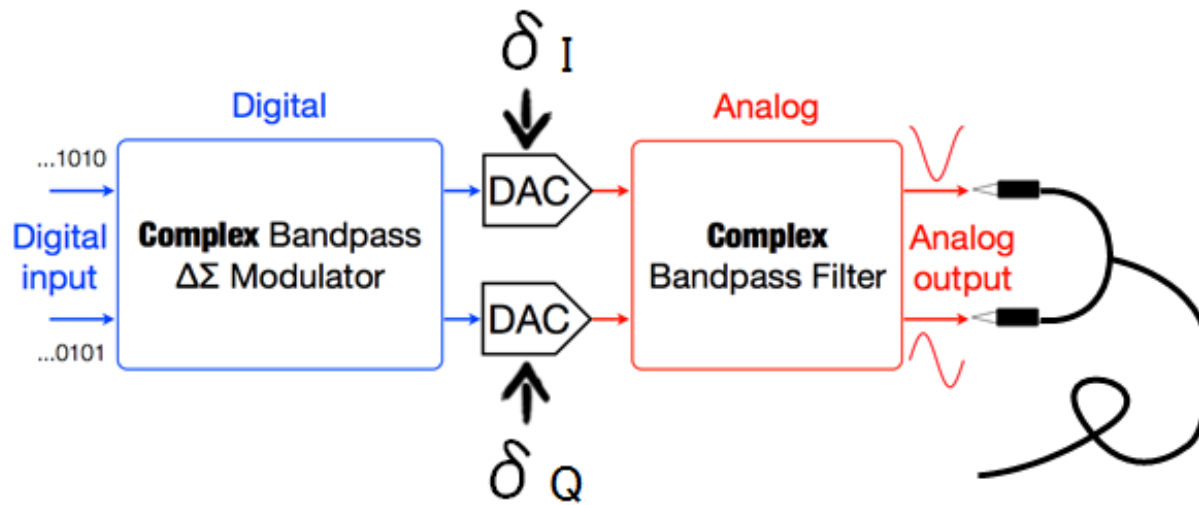 δ I
Digital
Analog
...1010
DAC
Digital
input
Complex Bandpass
ΔΣ Modulator
Complex
Bandpass Filter
Analog
output
DAC
...0101
δ Q